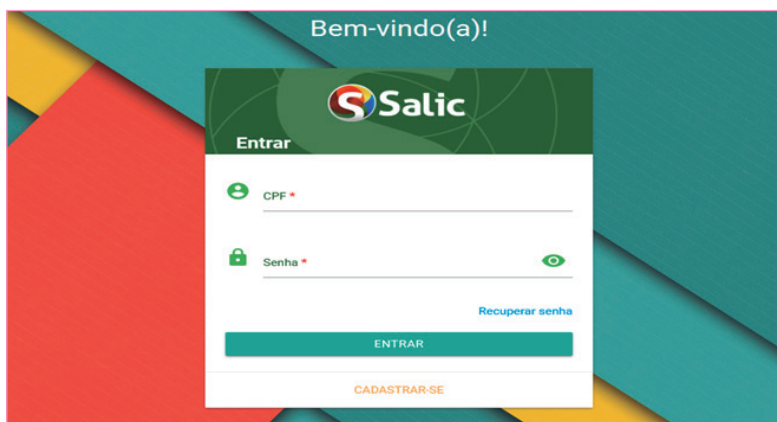 Bem-vindo(a)!
Salic
Entrar
CPF *
Senha *
Recuperar senha
ENTRAR
CADASTRAR-SE